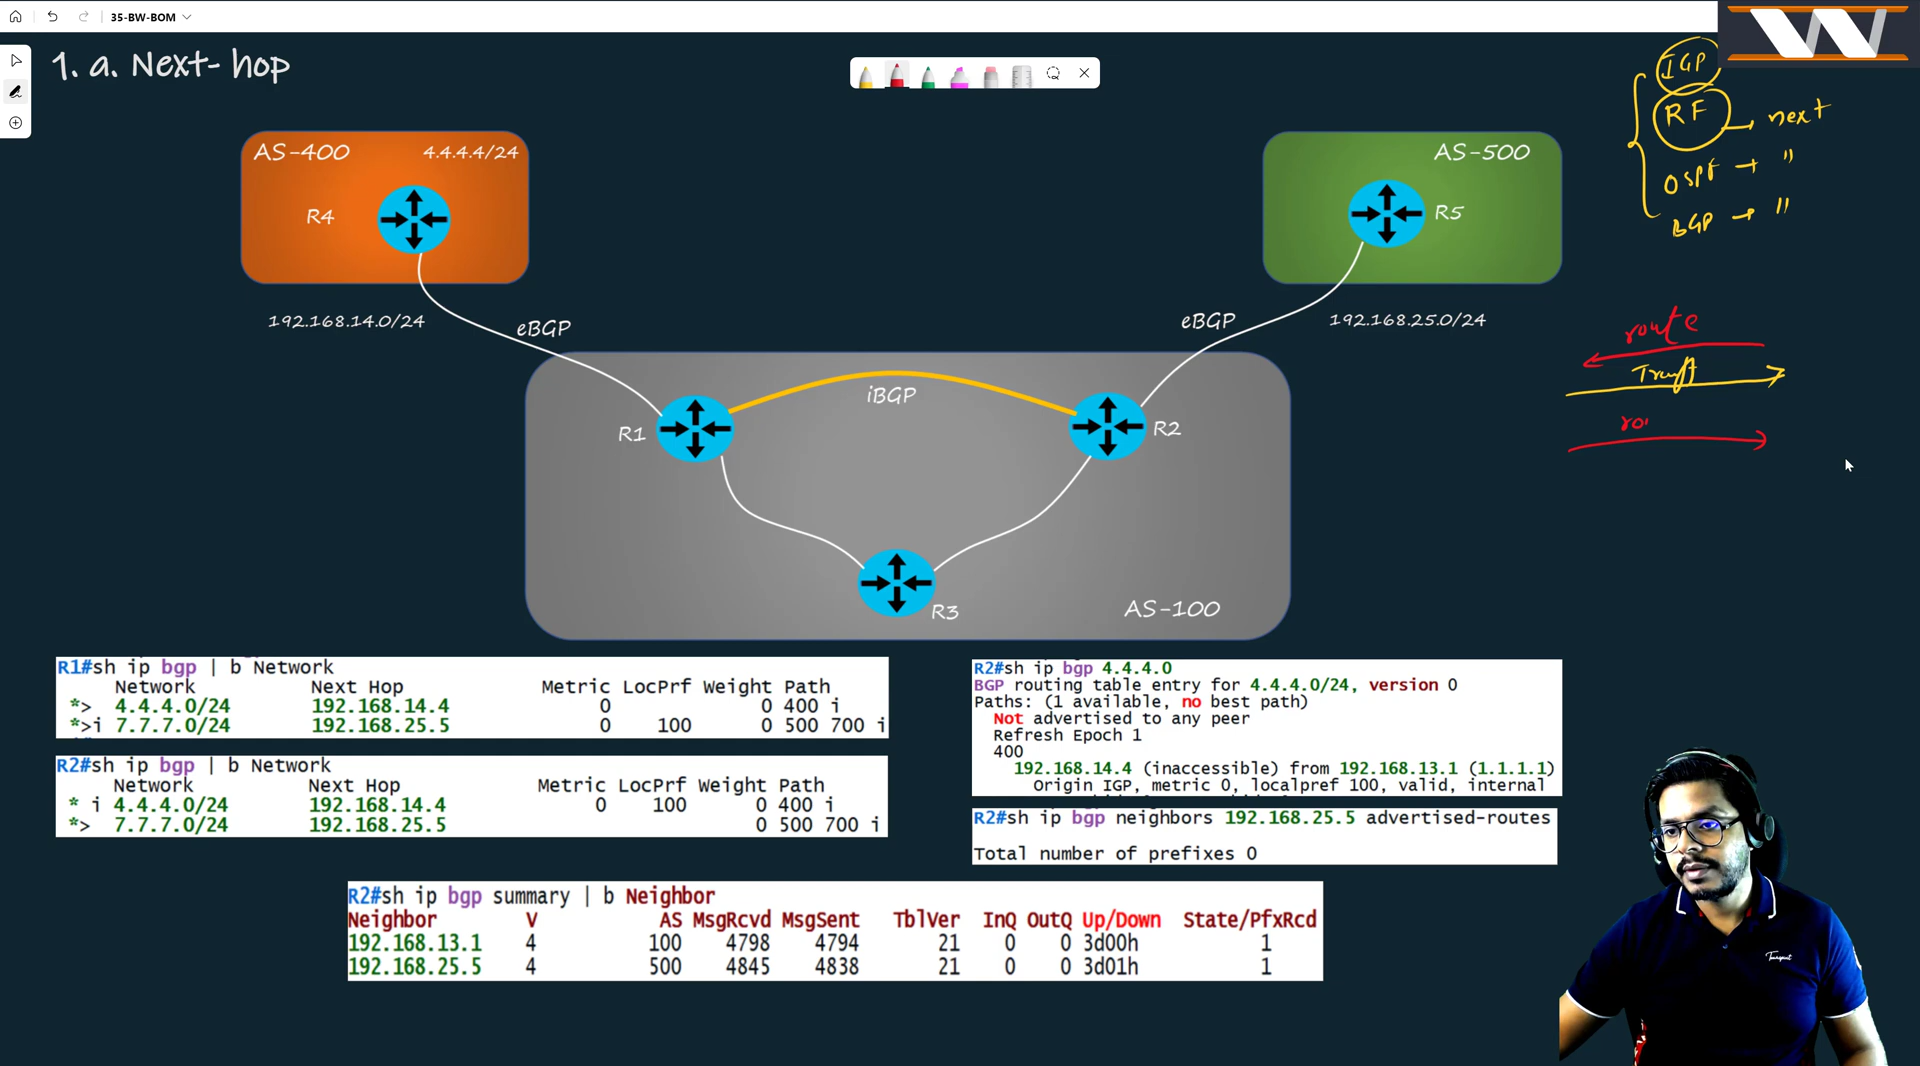 35-BW-BOM
1. a. Next-hop
IGP
RF → next
OSPF → "
BGP → "
AS-400
4.4.4.4/24
R4
AS-500
R5
192.168.14.0/24
eBGP
eBGP
192.168.25.0/24
route
iBGP
R1
R2
R3
AS-100
R1#sh ip bgp | b Network
Network Next Hop Metric LocPrf Weight Path
*> 4.4.4.0/24 192.168.14.4 0 0 400 i
*>i 7.7.7.0/24 192.168.25.5 0 100 0 500 700 i
R2#sh ip bgp | b Network
Network Next Hop Metric LocPrf Weight Path
* i 4.4.4.0/24 192.168.14.4 0 100 0 400 i
*> 7.7.7.0/24 192.168.25.5 0 500 700 i
R2#sh ip bgp 4.4.4.0
BGP routing table entry for 4.4.4.0/24, version 0
Paths: (1 available, no best path)
Not advertised to any peer
Refresh Epoch 1
400
192.168.14.4 (inaccessible) from 192.168.13.1 (1.1.1.1)
Origin IGP, metric 0, localpref 100, valid, internal
R2#sh ip bgp neighbors 192.168.25.5 advertised-routes
Total number of prefixes 0
R2#sh ip bgp summary | b Neighbor
Neighbor V AS MsgRcvd MsgSent TblVer InQ OutQ Up/Down State/PfxRcd
192.168.13.1 4 100 4798 4794 21 0 0 3d00h 1
192.168.25.5 4 500 4845 4838 21 0 0 3d01h 1